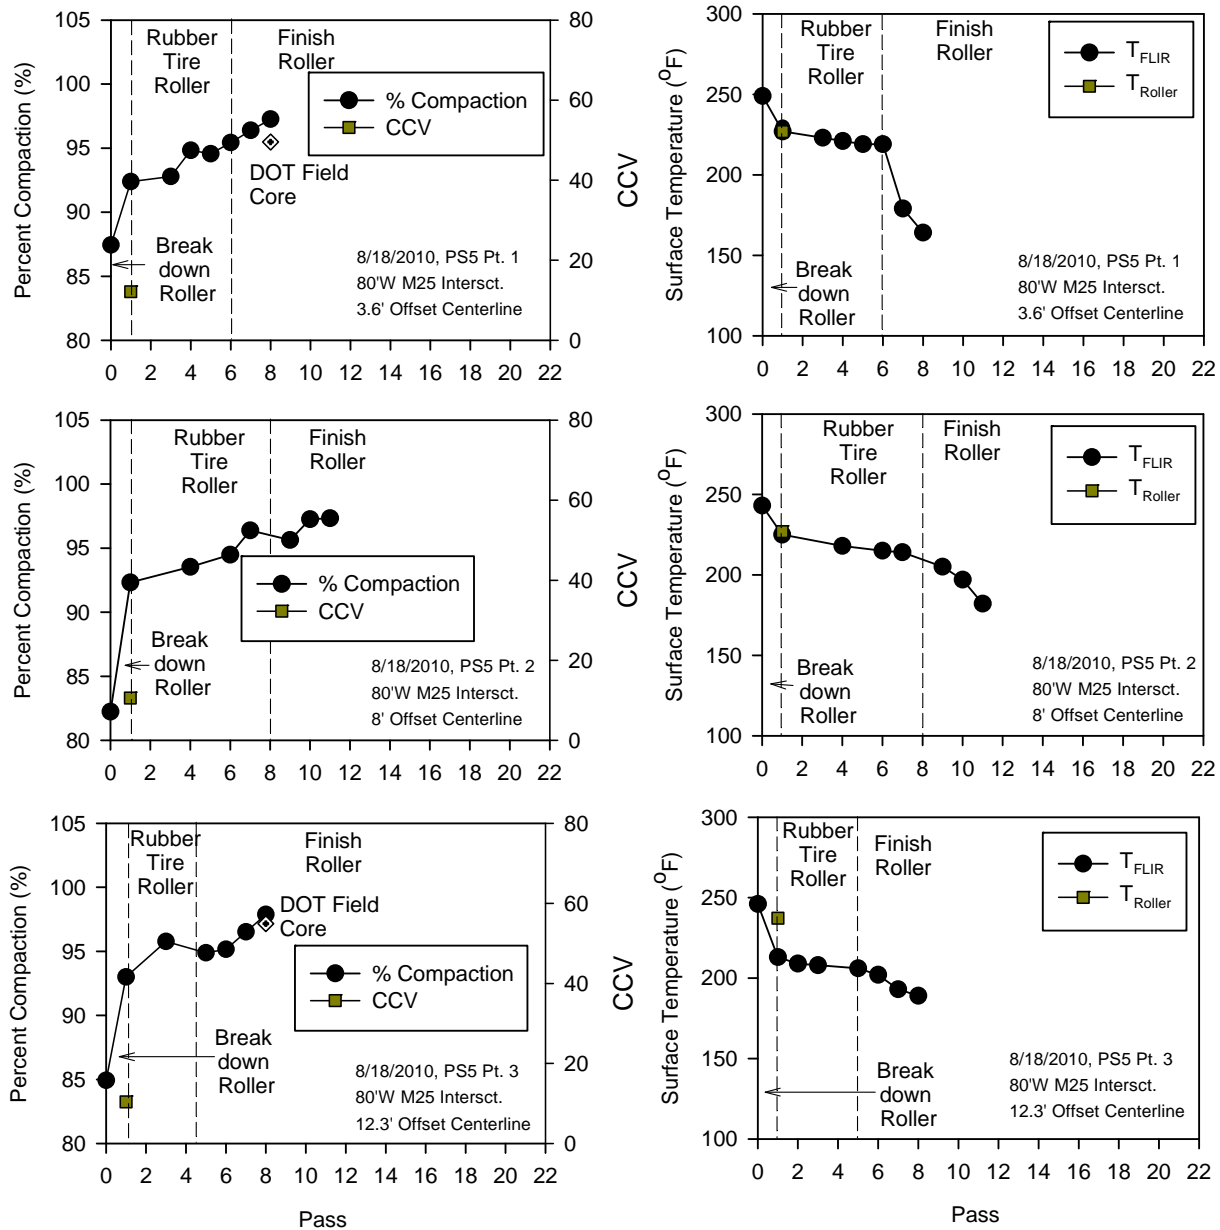 Percent Compaction (%)
105
100
95
90
85
80
Rubber
Tire
Roller
Finish
Roller
% Compaction
CCV
DOT Field
Core
Break
down
Roller
8/18/2010, PS5 Pt. 1
80'W M25 Intersct.
3.6' Offset Centerline
80
60
40
20
0
CCV
0 2 4 6 8 10 12 14 16 18 20 22
Surface Temperature (°F)
300
250
200
150
100
Rubber
Tire
Roller
Finish
Roller
T FLIR
T Roller
Break
down
Roller
8/18/2010, PS5 Pt. 1
80'W M25 Intersct.
3.6' Offset Centerline
0 2 4 6 8 10 12 14 16 18 20 22
Percent Compaction (%)
105
100
95
90
85
80
Rubber
Tire
Roller
Finish
Roller
% Compaction
CCV
Break
down
Roller
8/18/2010, PS5 Pt. 2
80'W M25 Intersct.
8' Offset Centerline
80
60
40
20
0
CCV
0 2 4 6 8 10 12 14 16 18 20 22
Surface Temperature (°F)
300
250
200
150
100
Rubber
Tire
Roller
Finish
Roller
T FLIR
T Roller
Break
down
Roller
8/18/2010, PS5 Pt. 2
80'W M25 Intersct.
8' Offset Centerline
0 2 4 6 8 10 12 14 16 18 20 22
Percent Compaction (%)
105
100
95
90
85
80
Rubber
Tire
Roller
Finish
Roller
DOT Field
Core
% Compaction
CCV
Break
down
Roller
8/18/2010, PS5 Pt. 3
80'W M25 Intersct.
12.3' Offset Centerline
80
60
40
20
0
CCV
0 2 4 6 8 10 12 14 16 18 20 22
Pass
Surface Temperature (°F)
300
250
200
150
100
Rubber
Tire
Roller
Finish
Roller
T FLIR
T Roller
Break
down
Roller
8/18/2010, PS5 Pt. 3
80'W M25 Intersct.
12.3' Offset Centerline
0 2 4 6 8 10 12 14 16 18 20 22
Pass